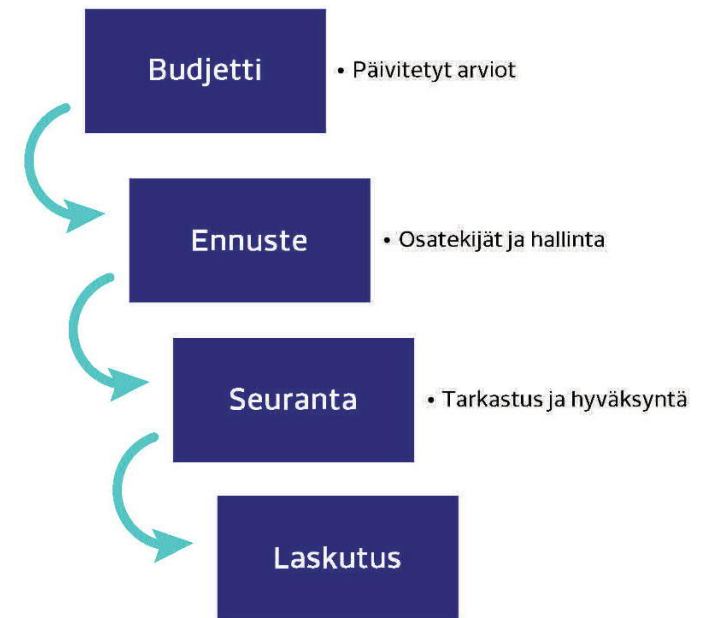 Budjetti
• Päivitetyt arviot
Ennuste
• Osatekijät ja hallinta
Seuranta
• Tarkastus ja hyväksyntä
Laskutus